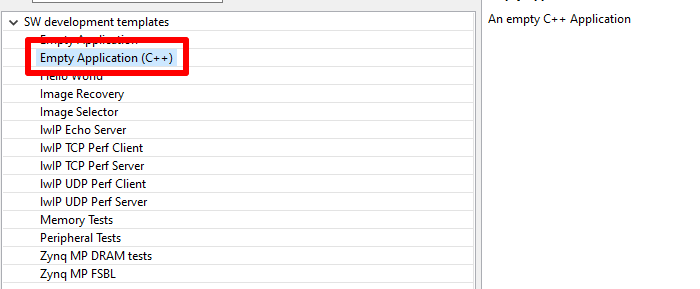 SW development templates
An empty C++ Application
Empty Application
Empty Application (C++)
Hello World
Image Recovery
Image Selector
lwIP Echo Server
lwIP TCP Perf Client
lwIP TCP Perf Server
lwIP UDP Perf Client
lwIP UDP Perf Server
Memory Tests
Peripheral Tests
Zynq MP DRAM tests
Zynq MP FSBL